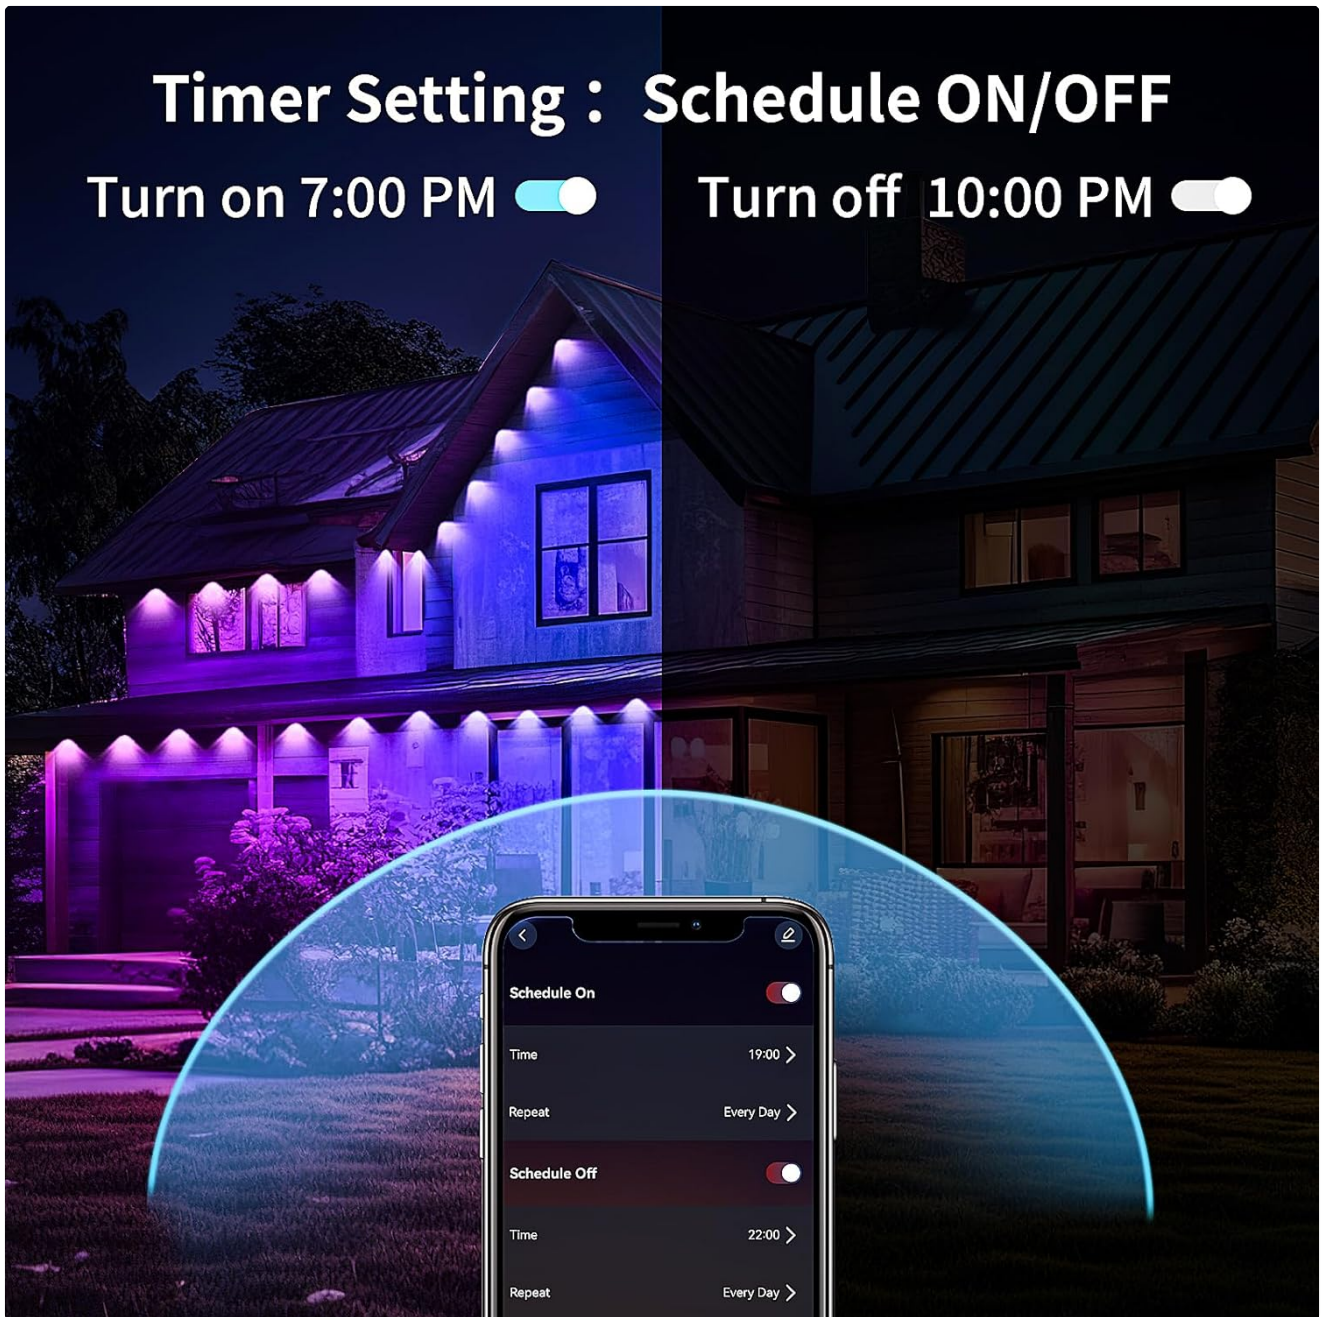 Timer Setting： Schedule ON/OFF
Turn on 7:00 PM
Turn off 10:00 PM
Schedule On
Time 19:00
Repeat Every Day
Schedule Off
Time 22:00
Repeat Every Day